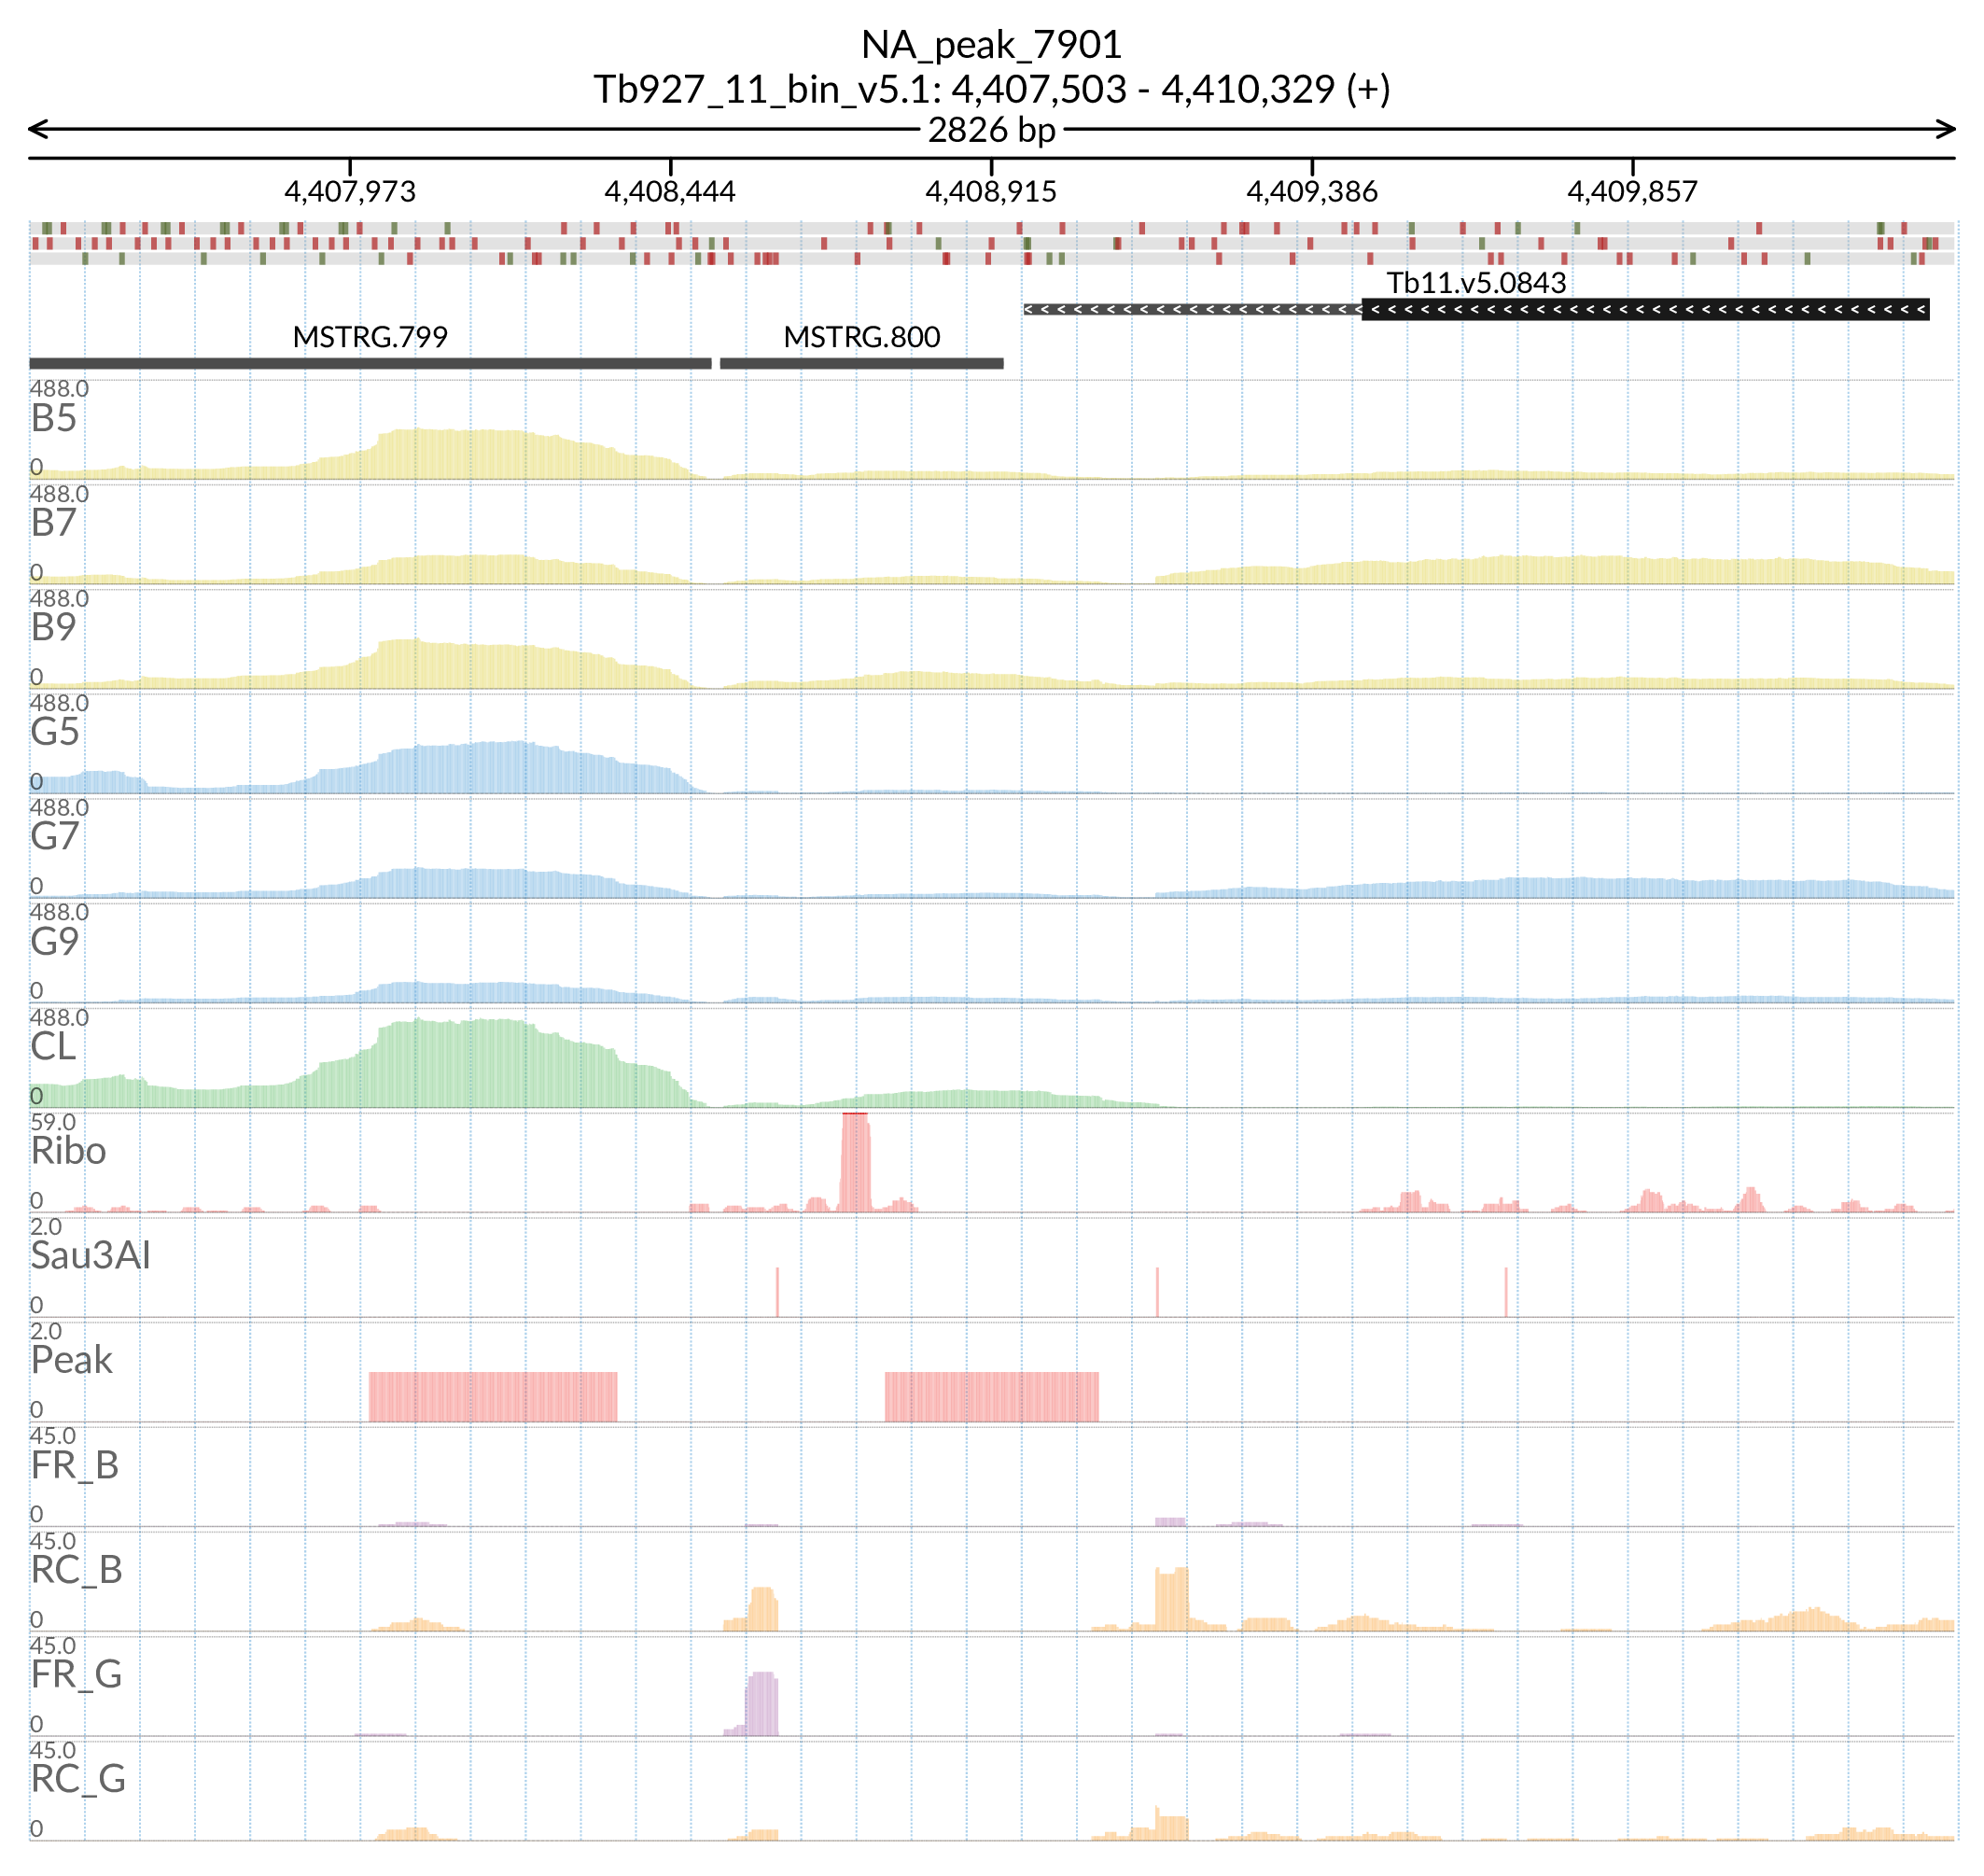 NA_peak_7901
Tb927_11_bin_v5.1: 4,407,503 - 4,410,329 (+)
2826 bp
4,407,973 4,408,444 4,408,915 4,409,386 4,409,857
Tb11.v5.0843
MSTRG.799 MSTRG.800
488.0
B5
0
488.0
B7
0
488.0
B9
0
488.0
G5
0
488.0
G7
0
488.0
G9
0
488.0
CL
0
59.0
Ribo
0
2.0
Sau3AI
0
2.0
Peak
0
45.0
FR_B
0
45.0
RC_B
0
45.0
FR_G
0
45.0
RC_G
0